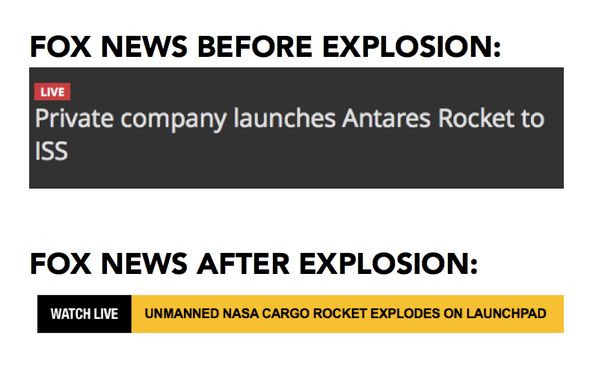 FOX NEWS BEFORE EXPLOSION:
LIVE
Private company launches Antares Rocket to
ISS
FOX NEWS AFTER EXPLOSION:
WATCH LIVE UNMANNED NASA CARGO ROCKET EXPLODES ON LAUNCHPAD